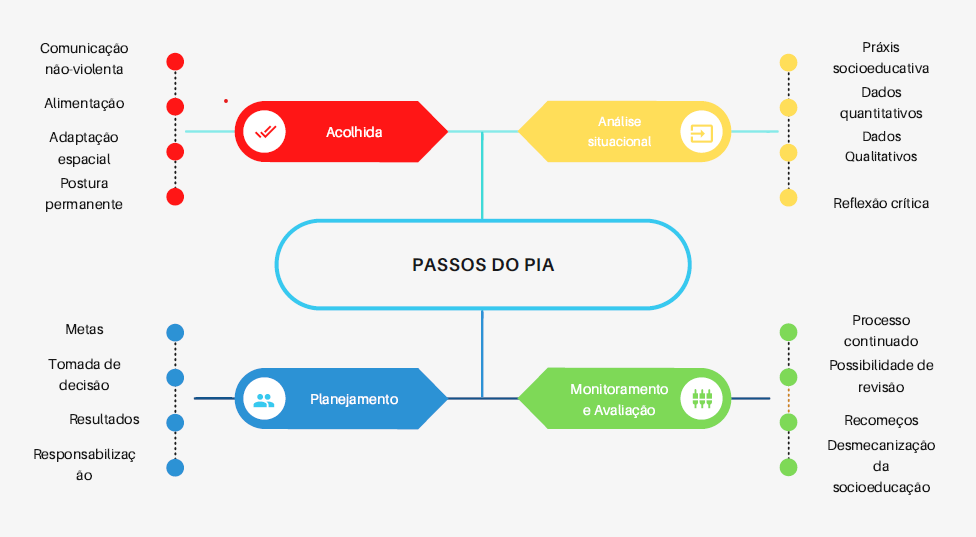 Comunicação
não-violenta
Alimentação
Adaptação
espacial
Postura
permanente
Acolhida
Análise
situacional
Práxis
socioeducativa
Dados
quantitativos
Dados
Qualitativos
Reflexão crítica
PASSOS DO PIA
Metas
Tomada de
decisão
Resultados
Responsabilizaç
ão
Planejamento
Monitoramento
e Avaliação
Processo
continuado
Possibilidade de
revisão
Recomeços
Desmecanização
da
socioeducação